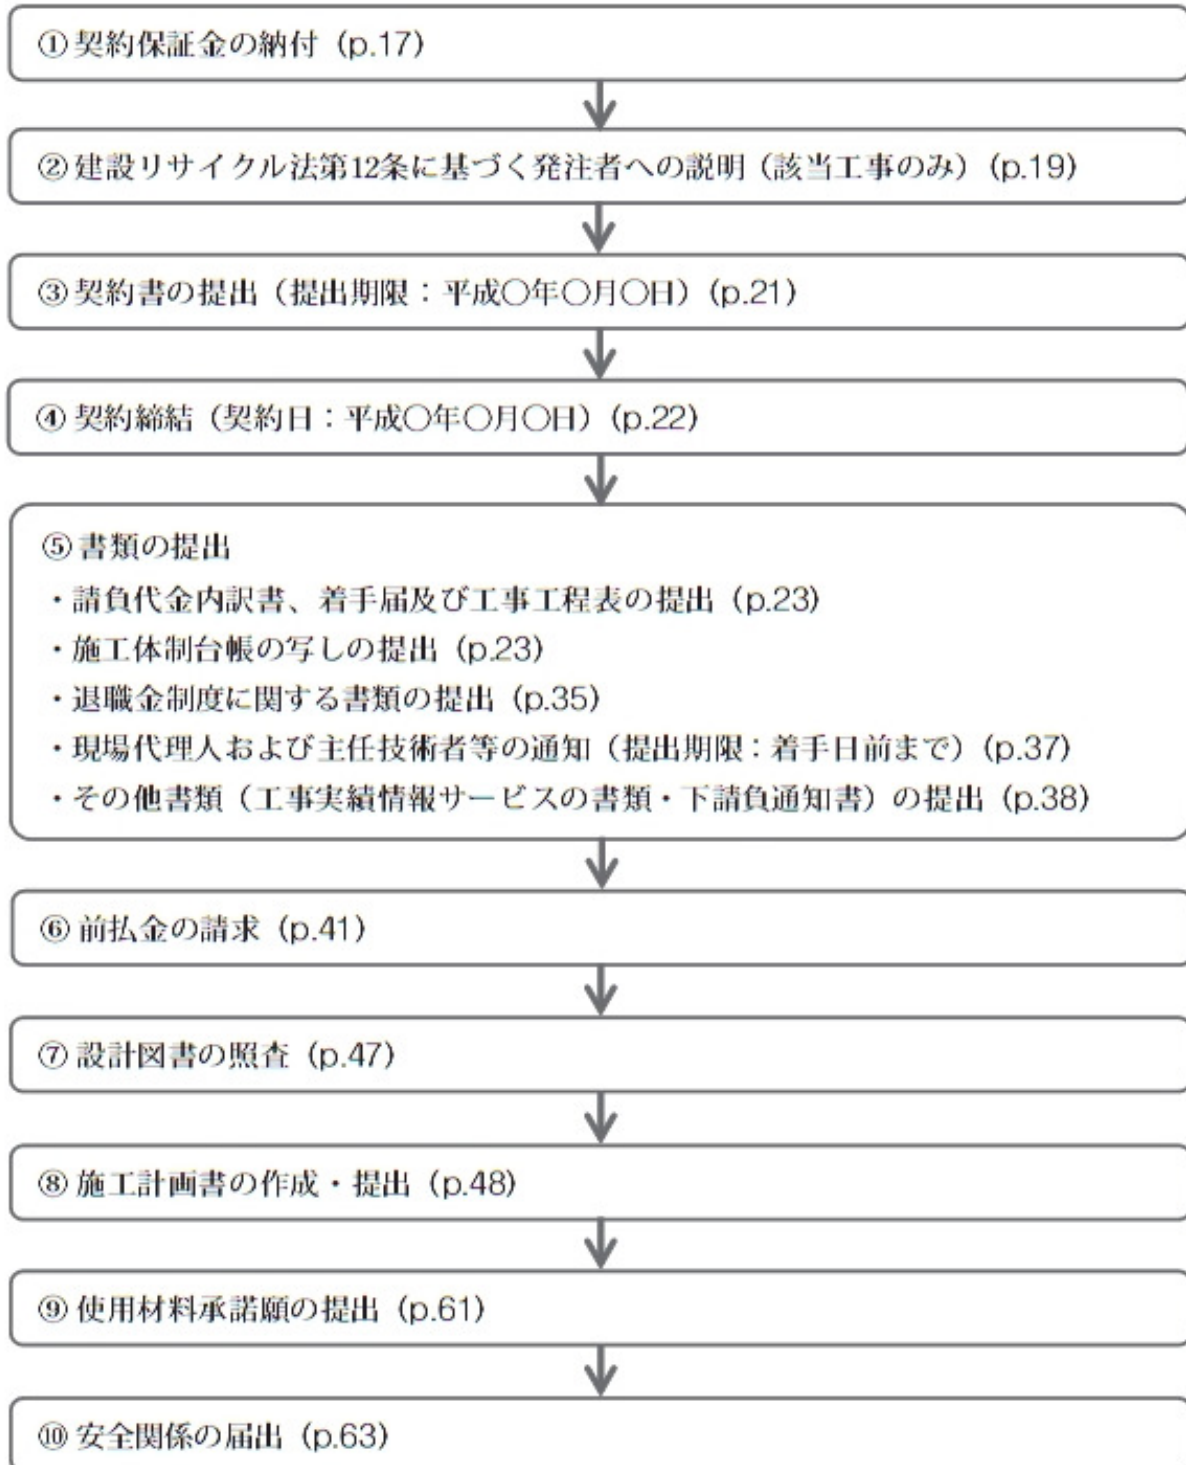 ①契約保証金の納付 (p.17)
②建設リサイクル法第12条に基づく発注者への説明（該当工事のみ）(p.19)
③契約書の提出（提出期限：平成〇年〇月〇日）(p.21)
④契約締結（契約日：平成〇年〇月〇日）(p.22)
⑤書類の提出
・請負代金内訳書、着手届及び工事工程表の提出 (p.23)
・施工体制台帳の写しの提出 (p.23)
・退職金制度に関する書類の提出 (p.35)
・現場代理人および主任技術者等の通知（提出期限：着手日前まで）(p.37)
・その他書類（工事実績情報サービスの書類・下請負通知書）の提出 (p.38)
⑥前払金の請求 (p.41)
⑦設計図書の照査 (p.47)
⑧施工計画書の作成・提出 (p.48)
⑨使用材料承諾願の提出 (p.61)
⑩安全関係の届出 (p.63)